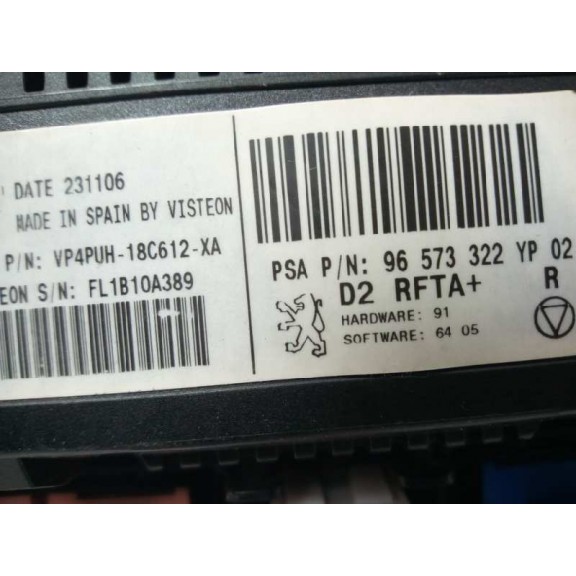 DATE 231106
MADE IN SPAIN BY VISTEON
P/N: VP4PUH-18C612-XA
EON S/N: FL1B10A389
PSA P/N: 96 573 322 YP 02
D2 RFTA+ R
HARDWARE: 91
SOFTWARE: 64 05